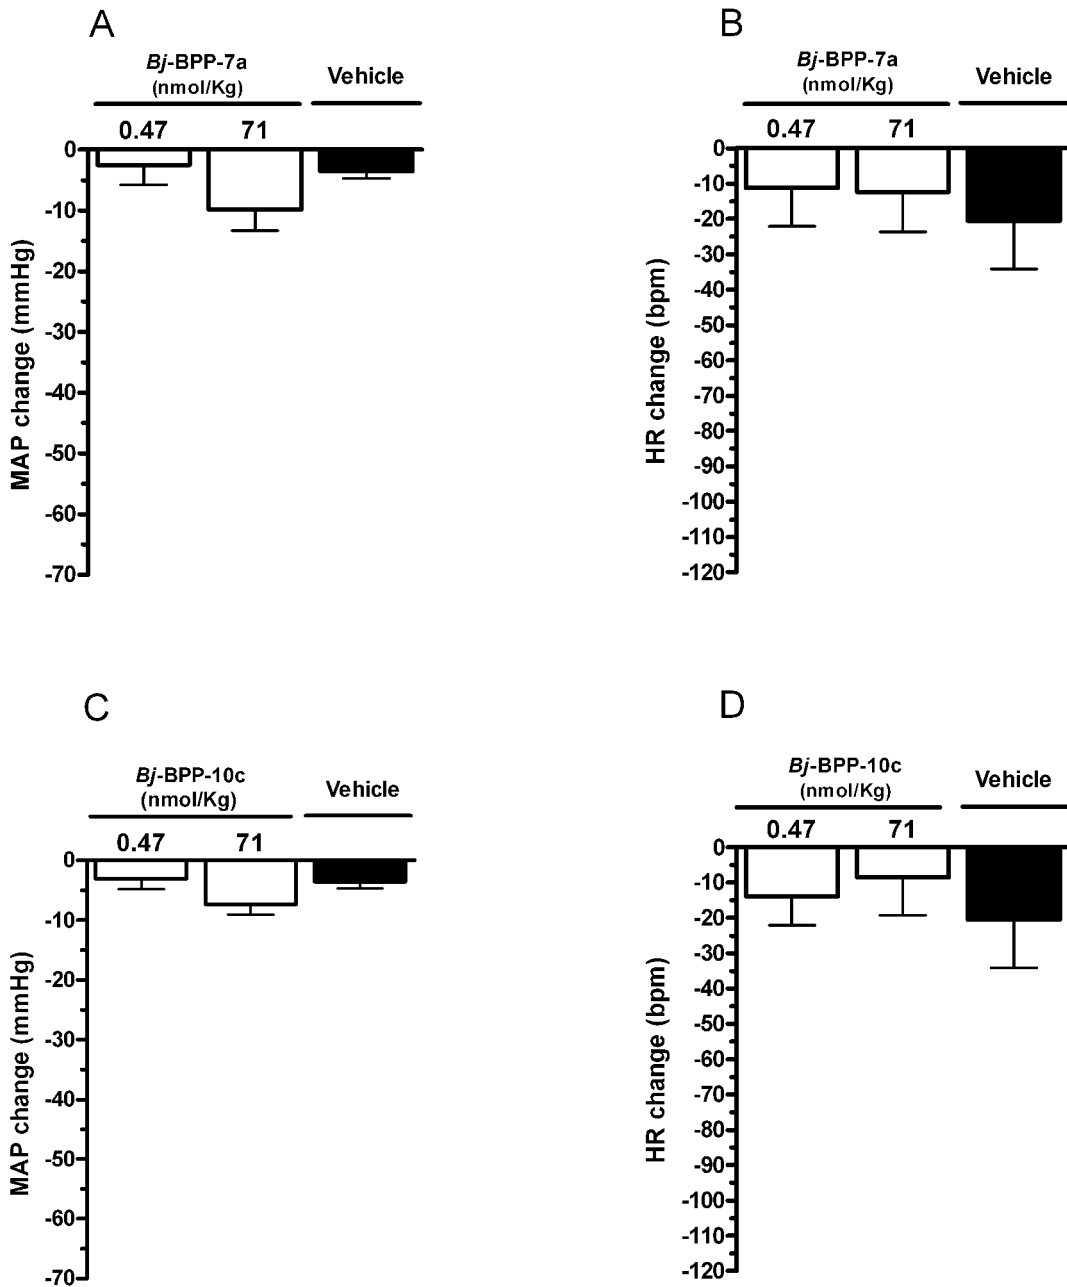 A
Bj-BPP-7a
(nmol/Kg)
Vehicle
0.47 71
0
-10
-20
-30
-40
-50
-60
-70
MAP change (mmHg)
B
Bj-BPP-7a
(nmol/Kg)
Vehicle
0.47 71
0
-10
-20
-30
-40
-50
-60
-70
-80
-90
-100
-110
-120
HR change (bpm)
C
Bj-BPP-10c
(nmol/Kg)
Vehicle
0.47 71
0
-10
-20
-30
-40
-50
-60
-70
MAP change (mmHg)
D
Bj-BPP-10c
(nmol/Kg)
Vehicle
0.47 71
0
-10
-20
-30
-40
-50
-60
-70
-80
-90
-100
-110
-120
HR change (bpm)